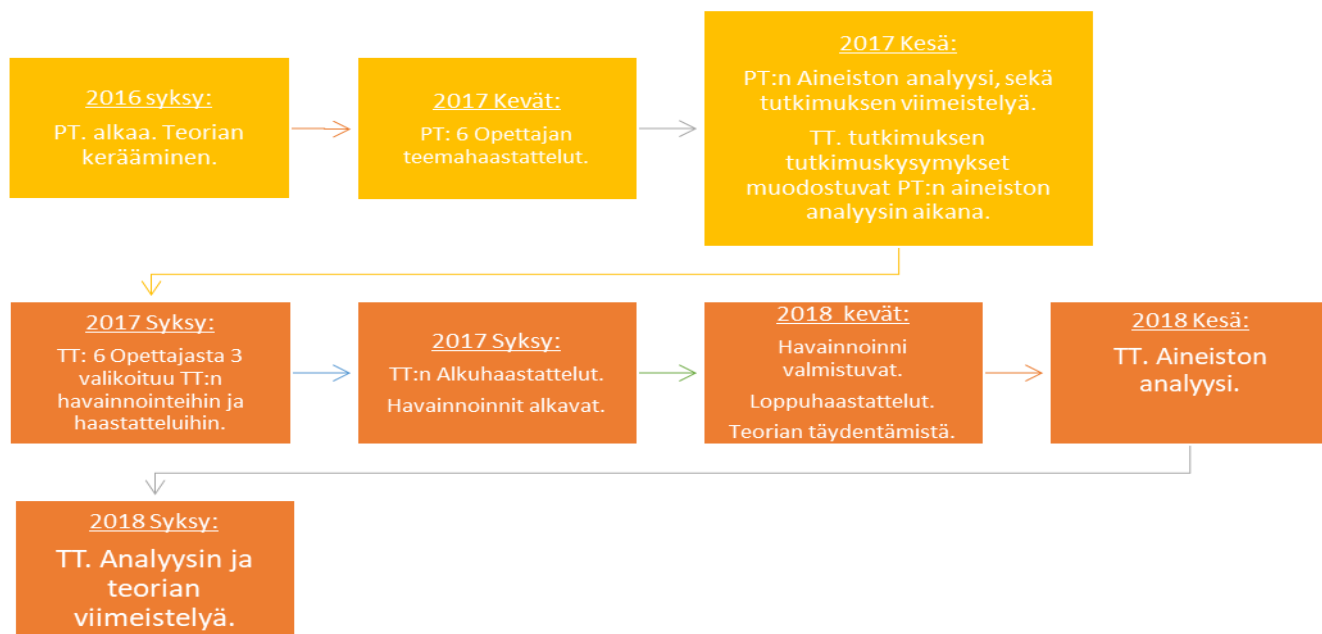 2016 syksy:
PT. alkaa. Teorian
kerääminen.
2017 Kevät:
PT: 6 Opettajan
teemahaastattelut.
2017 Kesä:
PT:n Aineiston analyysi, sekä
tutkimuksen viimeistelyä.
TT. tutkimuksen
tutkimuskysymykset
muodostuvat PT:n aineiston
analyysin aikana.
2017 Syksy:
TT: 6 Opettajasta 3
valikoituu TT:n
havainnointeihin ja
haastatteluihin.
2017 Syksy:
TT:n Alkuhaastattelut.
Havainnoinnit alkavat.
2018 kevät:
Havainnoinni
valmistuvat.
Loppuhaastattelut.
Teorian täydentämistä.
2018 Kesä:
TT. Aineiston
analyysi.
2018 Syksy:
TT. Analyysin ja
teorian
viimeistelyä.